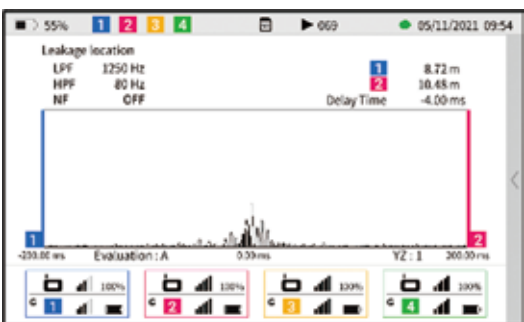 55% 1 2 3 4 069 05/11/2021 09:54
Leakage location
LPF 1250 Hz 1 8.72 m
HPF 80 Hz 2 10.48 m
NF OFF Delay Time -4.00 ms
1 2
-200.00 ms Evaluation : A 0.00 ms YZ : 1 200.00 ms
100% 100% 100% 100%
G 1 G 2 G 3 G 4